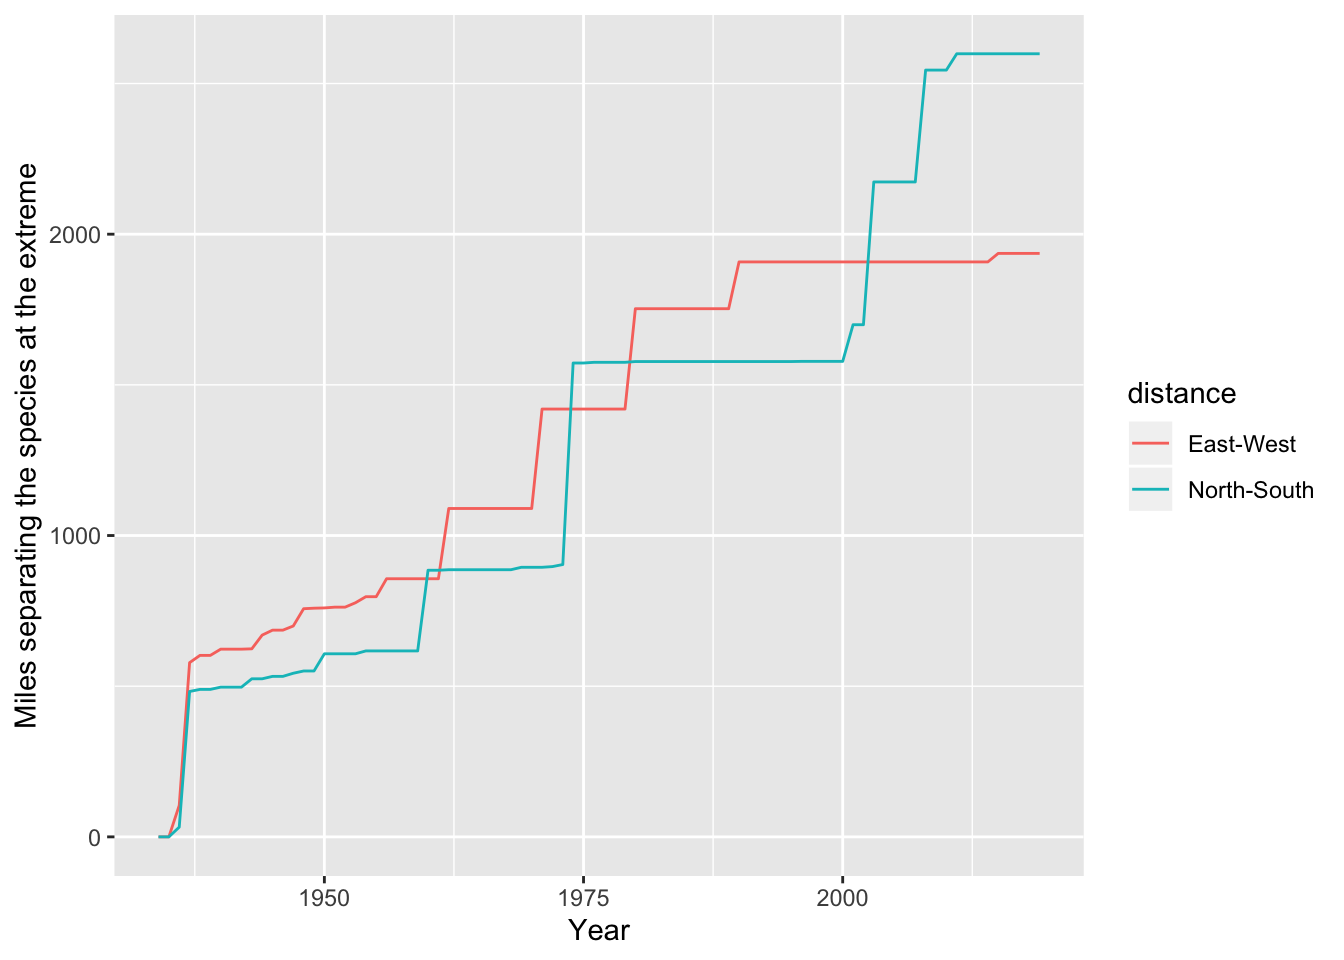 Miles separating the species at the extreme
2000
1000
0
1950 1975 2000
Year
distance
East-West
North-South